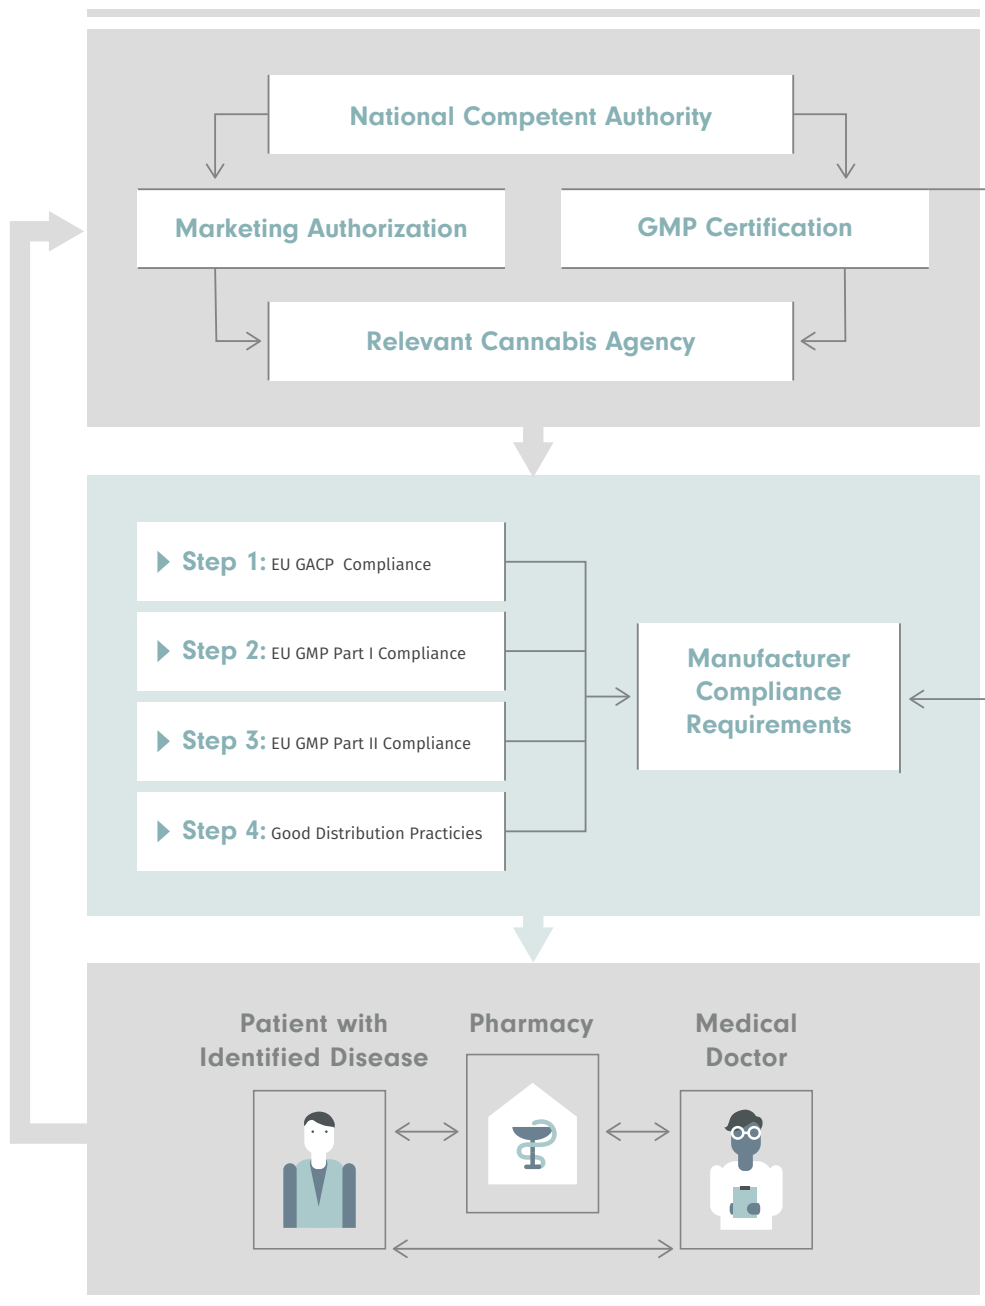 National Competent Authority
Marketing Authorization
GMP Certification
Relevant Cannabis Agency
Step 1: EU GACP Compliance
Step 2: EU GMP Part I Compliance
Step 3: EU GMP Part II Compliance
Step 4: Good Distribution Practicies
Manufacturer
Compliance
Requirements
Patient with
Identified Disease
Pharmacy
Medical
Doctor